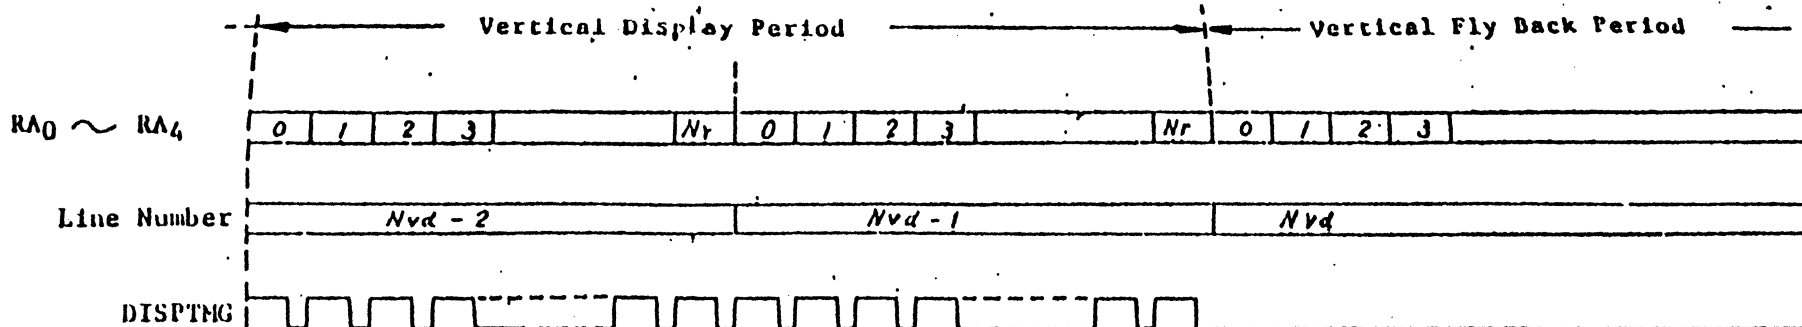 Vertical Display Period Vertical Fly Back Period
RA0 ~ RA4 0 1 2 3 Nr 0 1 2 3 Nr 0 1 2 3
Line Number Nvd - 2 Nvd - 1 Nvd
DISPTMG